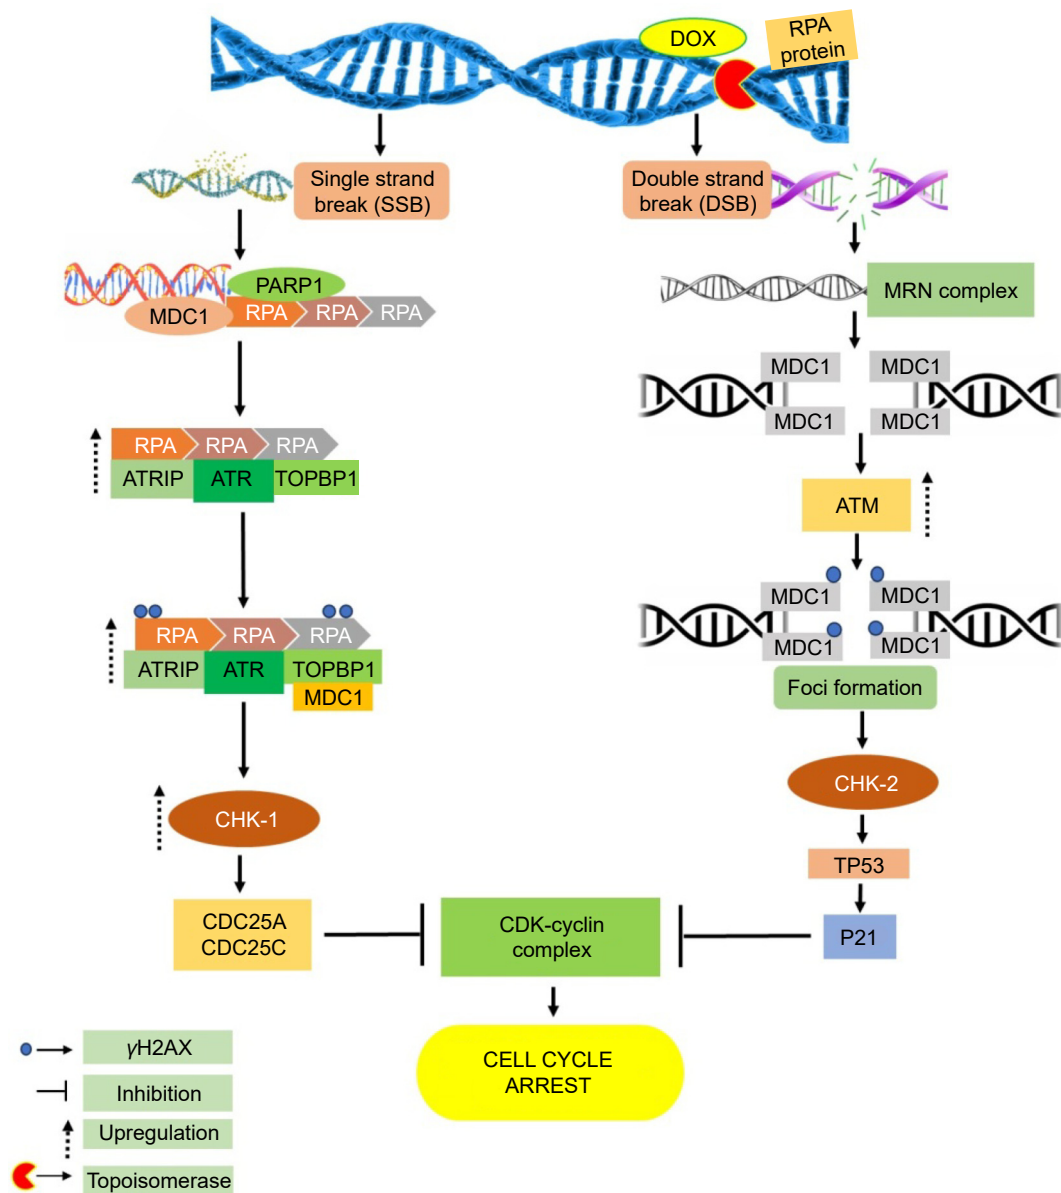 DOX
RPA
protein
Single strand
break (SSB)
Double strand
break (DSB)
PARP1
MDC1
RPA
RPA
RPA
MRN complex
MDC1
MDC1
MDC1
MDC1
RPA
RPA
RPA
ATRIP
ATR
TOPBP1
ATM
MDC1
MDC1
MDC1
MDC1
RPA
RPA
RPA
ATRIP
ATR
TOPBP1
MDC1
Foci formation
CHK-1
CHK-2
TP53
CDC25A
CDC25C
CDK-cyclin
complex
P21
CELL CYCLE
ARREST
γH2AX
Inhibition
Upregulation
Topoisomerase